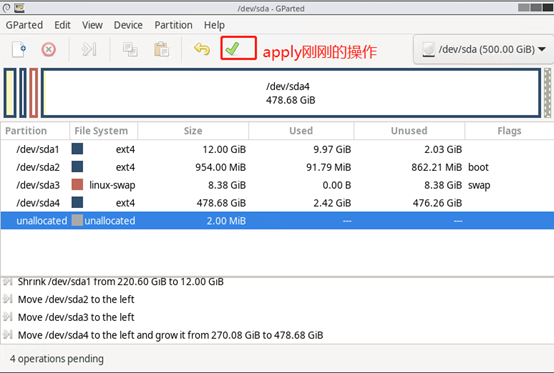 /dev/sda - GParted
GParted Edit View Device Partition Help
apply刚刚的操作
/dev/sda (500.00 GiB)
/dev/sda4
478.68 GiB
Partition File System Size Used Unused Flags
/dev/sda1 ext4 12.00 GiB 9.97 GiB 2.03 GiB
/dev/sda2 ext4 954.00 MiB 91.79 MiB 862.21 MiB boot
/dev/sda3 linux-swap 8.38 GiB 0.00 B 8.38 GiB swap
/dev/sda4 ext4 478.68 GiB 2.42 GiB 476.26 GiB
unallocated unallocated 2.00 MiB --- ---
Shrink /dev/sda1 from 220.60 GiB to 12.00 GiB
Move /dev/sda2 to the left
Move /dev/sda3 to the left
Move /dev/sda4 to the left and grow it from 270.08 GiB to 478.68 GiB
4 operations pending